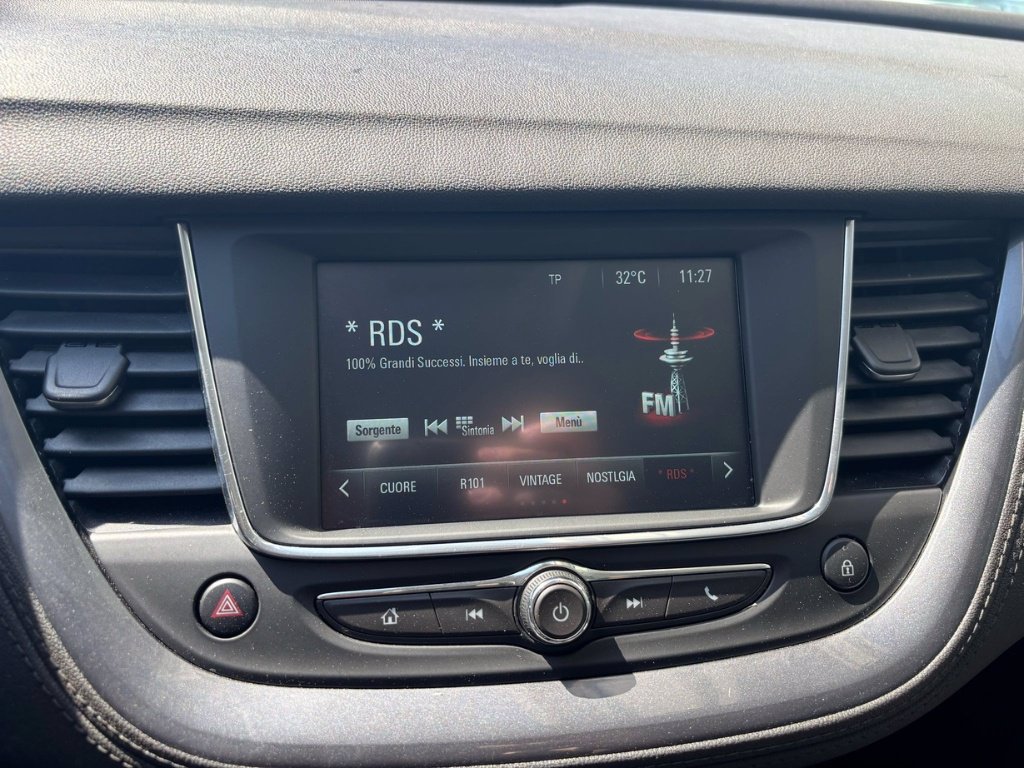 TP 32°C 11:27
* RDS *
100% Grandi Successi. Insieme a te, voglia di..
FM
Sorgente Sintonia Menù
CUORE R101 VINTAGE NOSTLGIA * RDS *